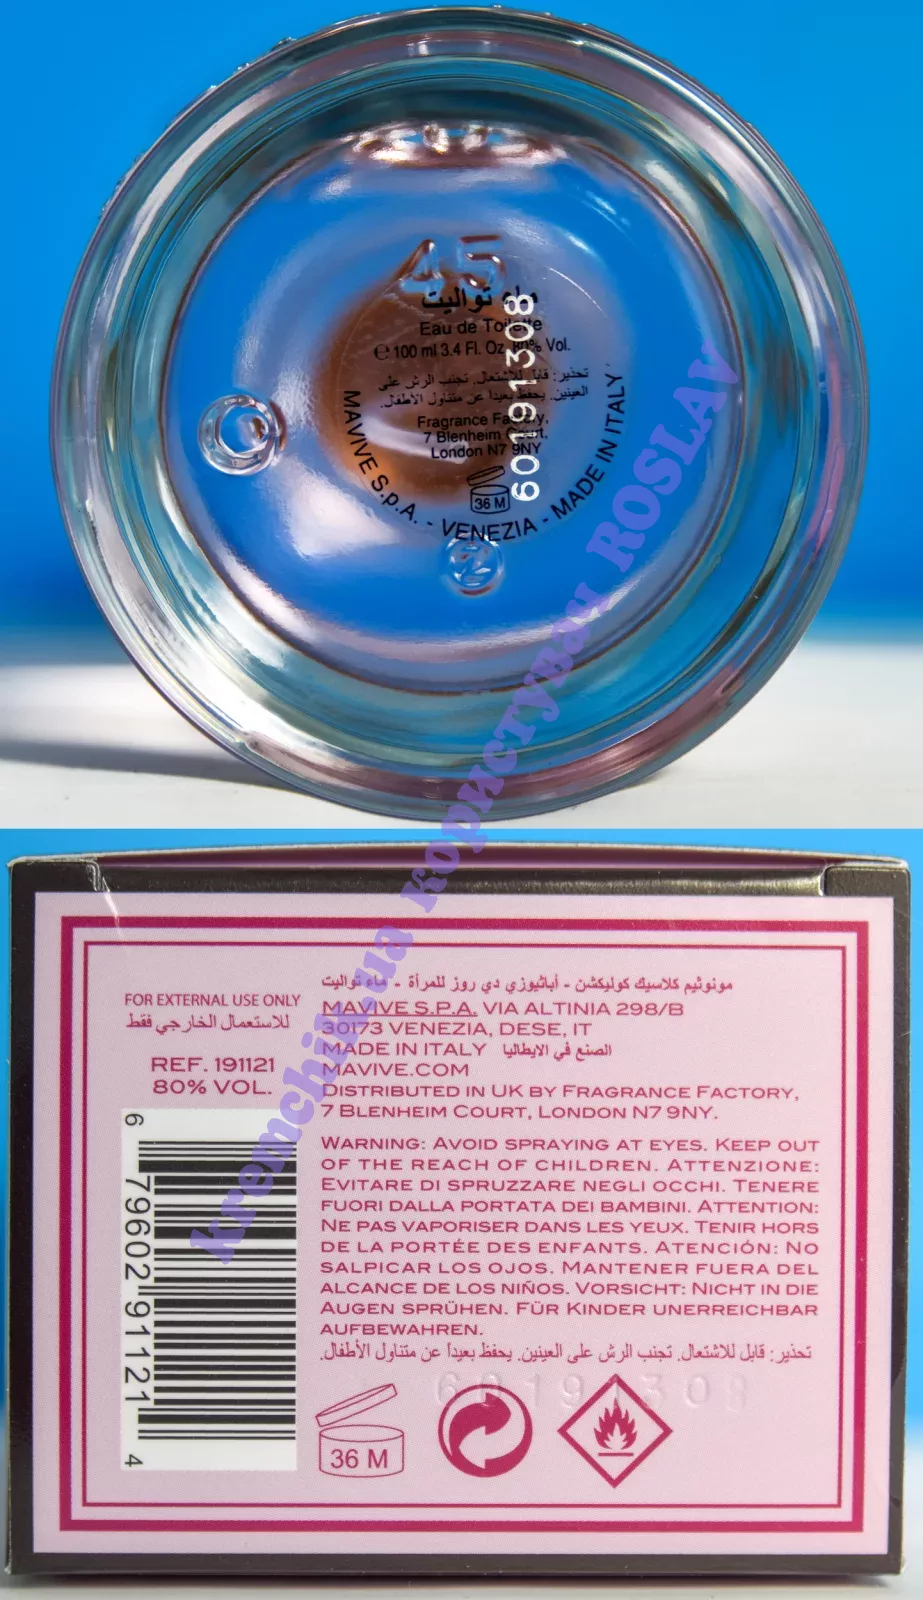 45
ماء تواليت
Eau de Toilette
℮ 100 ml 3.4 Fl. Oz. 80% Vol.
تحذير: قابل للاشتعال. تجنب الرش على
العينين. يحفظ بعيداً عن متناول الأطفال.
Fragrance Factory,
7 Blenheim Court,
London N7 9NY
36 M
MAVIVE S.p.A. - VENEZIA - MADE IN ITALY
60191308
2
kremchik.ua користувач ROSLAV
مونوثيم كلاسيك كوليكشن - أباثيوزي دي روز للمرأة - ماء تواليت
MAVIVE S.P.A. VIA ALTINIA 298/B
30173 VENEZIA, DESE, IT
MADE IN ITALY الصنع في الايطاليا
MAVIVE.COM
DISTRIBUTED IN UK BY FRAGRANCE FACTORY,
7 BLENHEIM COURT, LONDON N7 9NY.
FOR EXTERNAL USE ONLY
للاستعمال الخارجي فقط
REF. 191121
80% VOL.
6 79602 91121 4
WARNING: AVOID SPRAYING AT EYES. KEEP OUT
OF THE REACH OF CHILDREN. ATTENZIONE:
EVITARE DI SPRUZZARE NEGLI OCCHI. TENERE
FUORI DALLA PORTATA DEI BAMBINI. ATTENTION:
NE PAS VAPORISER DANS LES YEUX. TENIR HORS
DE LA PORTÉE DES ENFANTS. ATENCIÓN: NO
SALPICAR LOS OJOS. MANTENER FUERA DEL
ALCANCE DE LOS NIÑOS. VORSICHT: NICHT IN DIE
AUGEN SPRÜHEN. FÜR KINDER UNERREICHBAR
AUFBEWAHREN.
تحذير: قابل للاشتعال. تجنب الرش على العينين. يحفظ بعيداً عن متناول الأطفال.
60191308
36 M